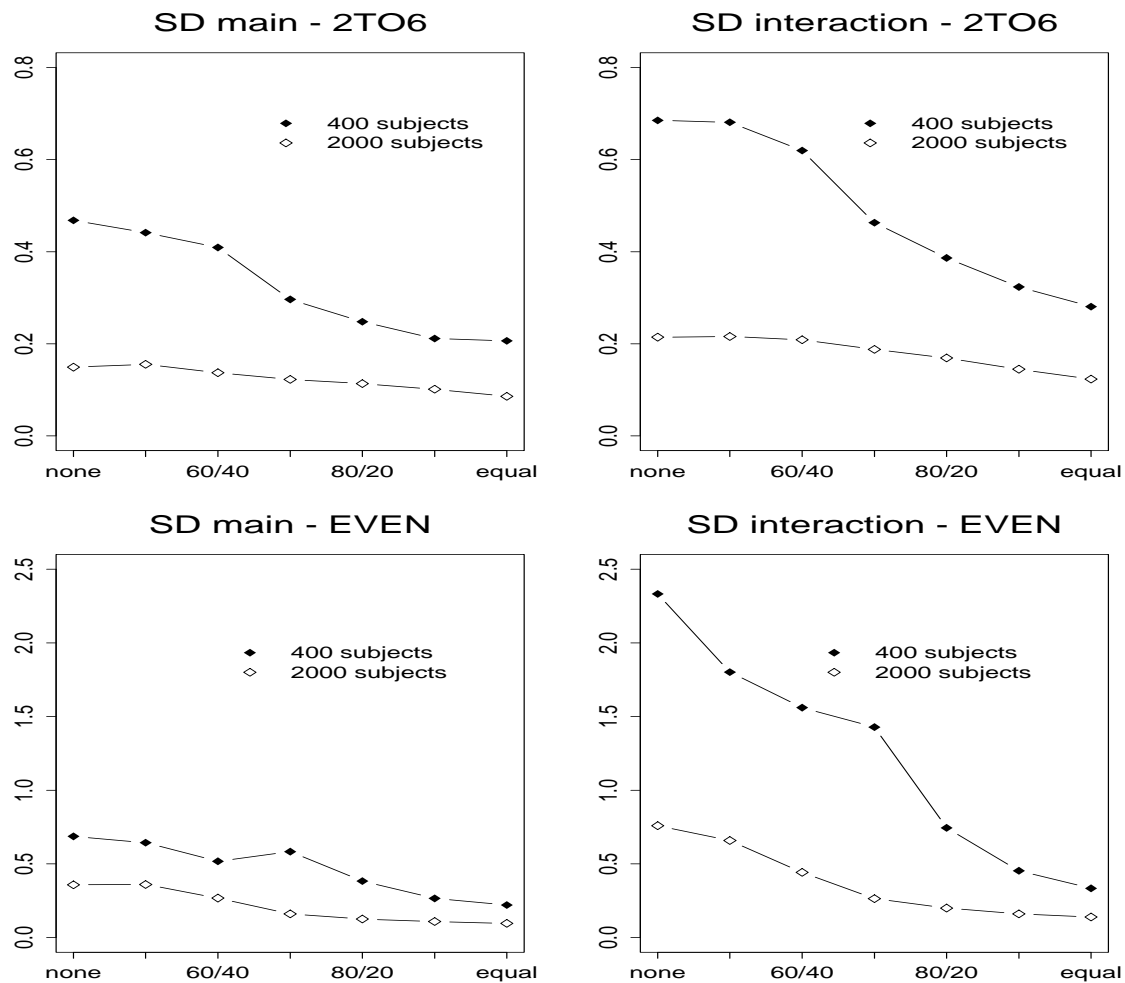 SD main - 2TO6
0.8
0.6
0.4
0.2
0.0
400 subjects
2000 subjects
none 60/40 80/20 equal
SD interaction - 2TO6
0.8
0.6
0.4
0.2
0.0
400 subjects
2000 subjects
none 60/40 80/20 equal
SD main - EVEN
2.5
2.0
1.5
1.0
0.5
0.0
400 subjects
2000 subjects
none 60/40 80/20 equal
SD interaction - EVEN
2.5
2.0
1.5
1.0
0.5
0.0
400 subjects
2000 subjects
none 60/40 80/20 equal